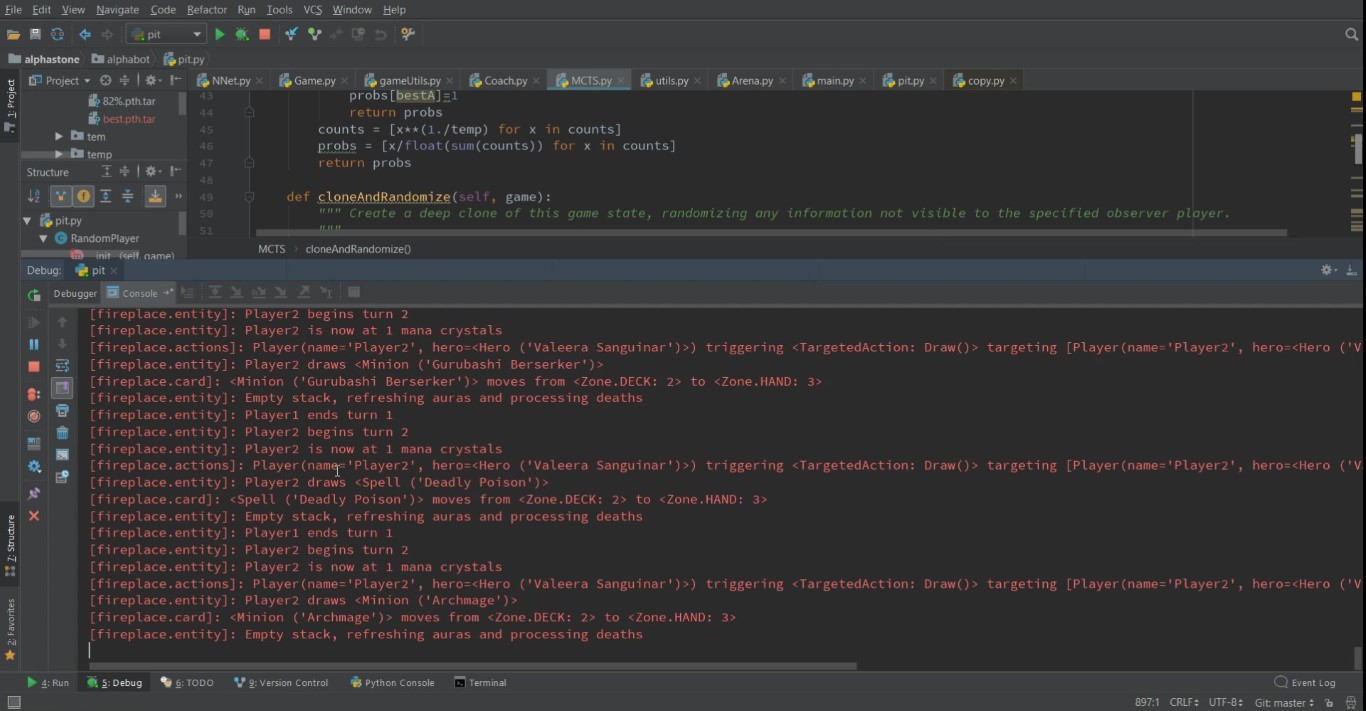 File Edit View Navigate Code Refactor Run Tools VCS Window Help
pit
alphastone alphabot pit.py
Project NNet.py Game.py gameUtils.py Coach.py MCTS.py utils.py Arena.py main.py pit.py copy.py
82%.pth.tar
best.pth.tar
tem
temp
Structure
pit.py
RandomPlayer
init (self, game)
43 probs[bestA]=1
44 return probs
45 counts = [x**(1./temp) for x in counts]
46 probs = [x/float(sum(counts)) for x in counts]
47 return probs
48
49 def cloneAndRandomize(self, game):
50 """ Create a deep clone of this game state, randomizing any information not visible to the specified observer player.
51 """
MCTS cloneAndRandomize()
Debug: pit
Debugger Console
[fireplace.entity]: Player2 begins turn 2
[fireplace.entity]: Player2 is now at 1 mana crystals
[fireplace.actions]: Player(name='Player2', hero=<Hero ('Valeera Sanguinar')>) triggering <TargetedAction: Draw()> targeting [Player(name='Player2', hero=<Hero ('V
[fireplace.entity]: Player2 draws <Minion ('Gurubashi Berserker')>
[fireplace.card]: <Minion ('Gurubashi Berserker')> moves from <Zone.DECK: 2> to <Zone.HAND: 3>
[fireplace.entity]: Empty stack, refreshing auras and processing deaths
[fireplace.entity]: Player1 ends turn 1
[fireplace.entity]: Player2 begins turn 2
[fireplace.entity]: Player2 is now at 1 mana crystals
[fireplace.actions]: Player(name='Player2', hero=<Hero ('Valeera Sanguinar')>) triggering <TargetedAction: Draw()> targeting [Player(name='Player2', hero=<Hero ('V
[fireplace.entity]: Player2 draws <Spell ('Deadly Poison')>
[fireplace.card]: <Spell ('Deadly Poison')> moves from <Zone.DECK: 2> to <Zone.HAND: 3>
[fireplace.entity]: Empty stack, refreshing auras and processing deaths
[fireplace.entity]: Player1 ends turn 1
[fireplace.entity]: Player2 begins turn 2
[fireplace.entity]: Player2 is now at 1 mana crystals
[fireplace.actions]: Player(name='Player2', hero=<Hero ('Valeera Sanguinar')>) triggering <TargetedAction: Draw()> targeting [Player(name='Player2', hero=<Hero ('V
[fireplace.entity]: Player2 draws <Minion ('Archmage')>
[fireplace.card]: <Minion ('Archmage')> moves from <Zone.DECK: 2> to <Zone.HAND: 3>
[fireplace.entity]: Empty stack, refreshing auras and processing deaths
1: Project
7: Structure
2: Favorites
4: Run 5: Debug 6: TODO 9: Version Control Python Console Terminal Event Log
897:1 CRLF UTF-8 Git: master